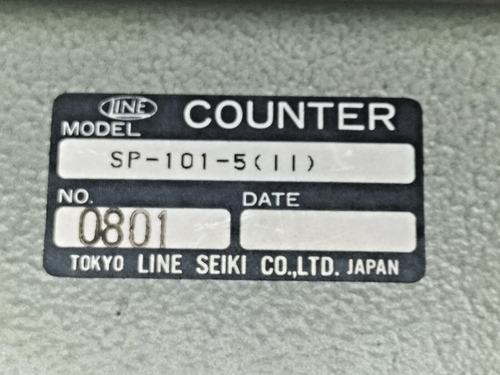 LINE COUNTER
MODEL
SP-101-5(II)
NO. DATE
0801
TOKYO LINE SEIKI CO.,LTD. JAPAN